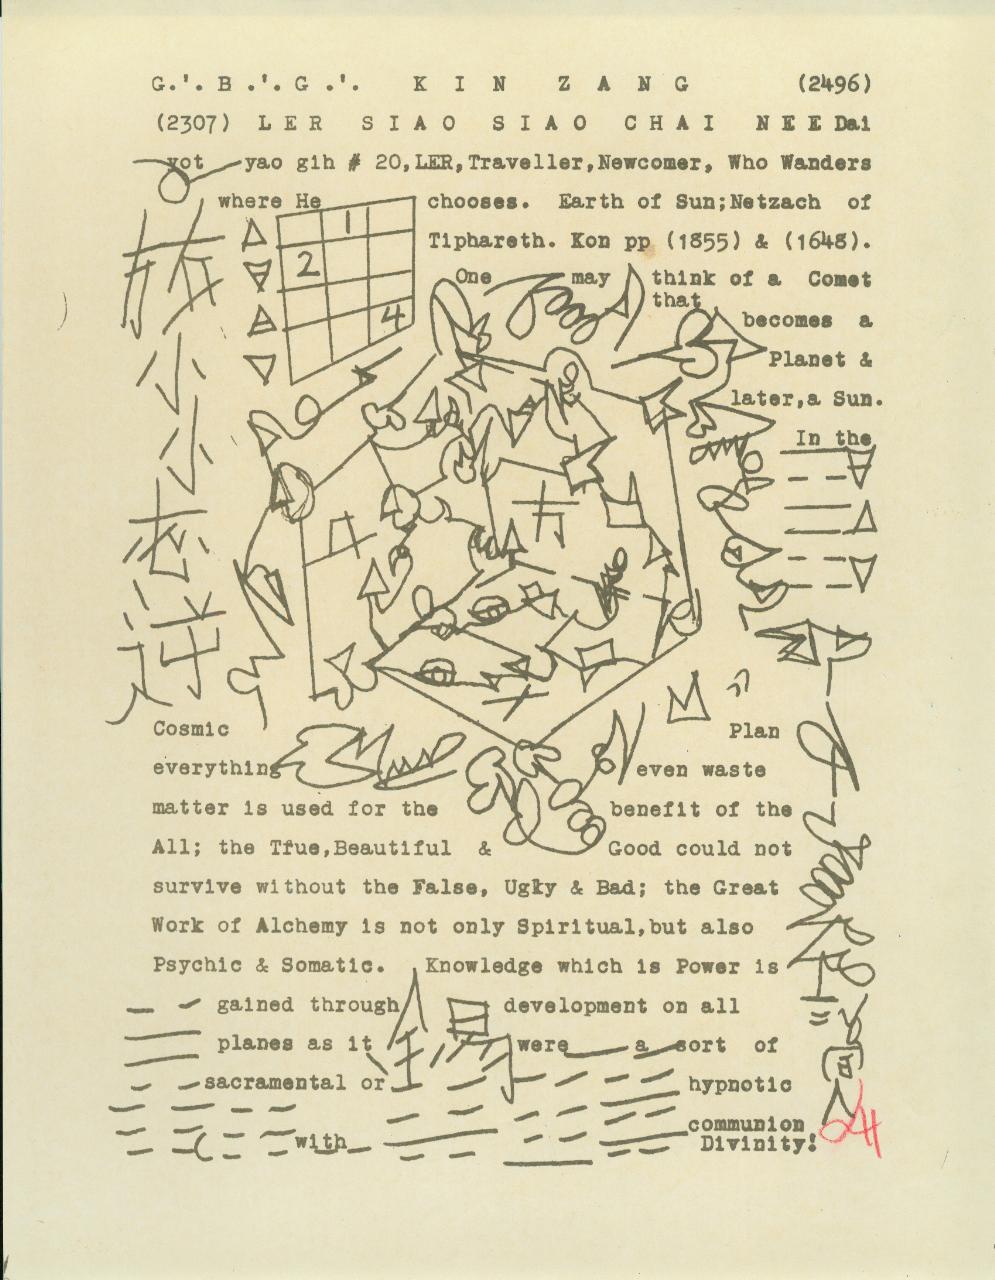 G.'. B .'. G .'.   K I N   Z A N G   (2496)
(2307) L E R   S I A O   S I A O   C H A I   N E E Dai
yot yao gih # 20, LER, Traveller, Newcomer, Who Wanders
where He chooses. Earth of Sun; Netzach of
1
Tiphareth. Kon pp (1855) & (1648).
2
One may think of a Comet
that
4
becomes a
Planet &
later, a Sun.
In the
Cosmic Plan
everything even waste
matter is used for the benefit of the
All; the True, Beautiful & Good could not
survive without the False, Ugly & Bad; the Great
Work of Alchemy is not only Spiritual, but also
Psychic & Somatic. Knowledge which is Power is
gained through development on all
planes as it were a sort of
sacramental or hypnotic
communion
with Divinity!